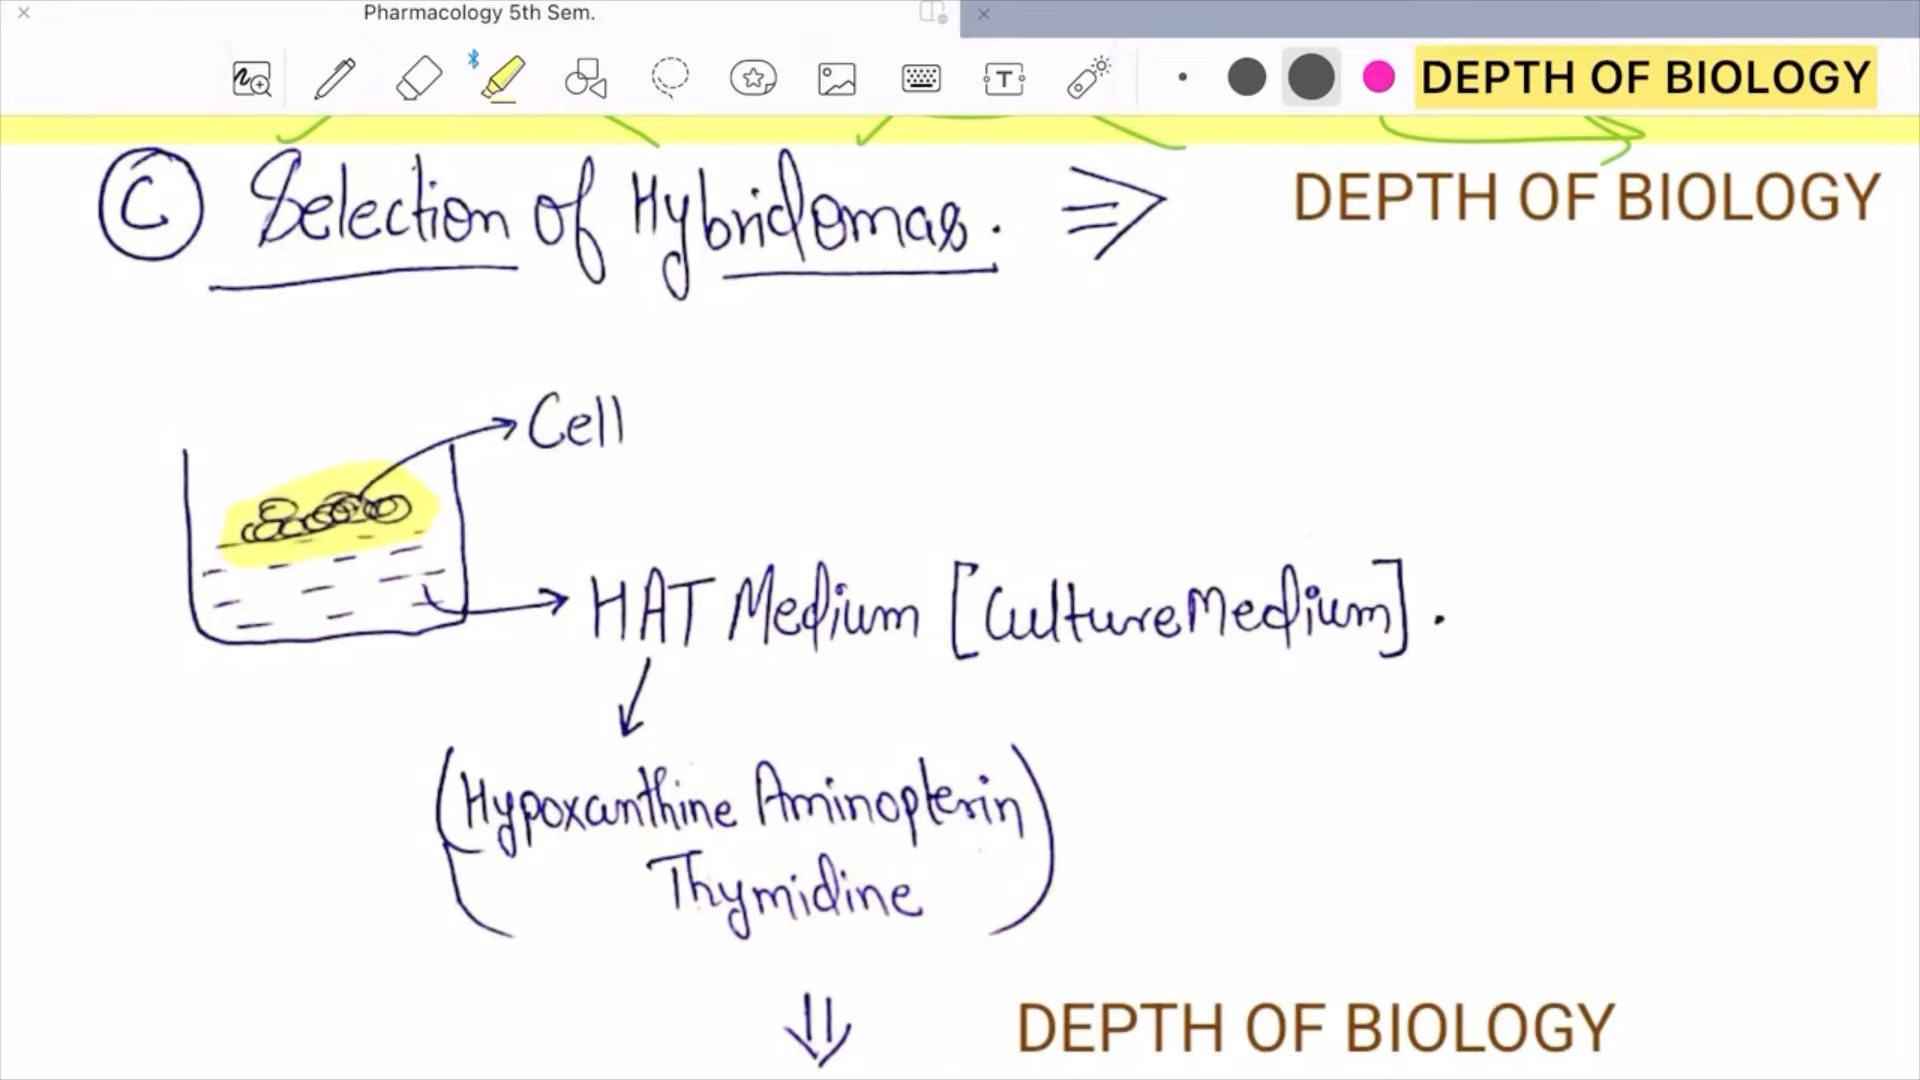 Pharmacology 5th Sem.
DEPTH OF BIOLOGY
C Selection of Hybridomas. ⇒
DEPTH OF BIOLOGY
Cell
HAT Medium [Culture Medium].
(Hypoxanthine Aminopterin
Thymidine)
DEPTH OF BIOLOGY